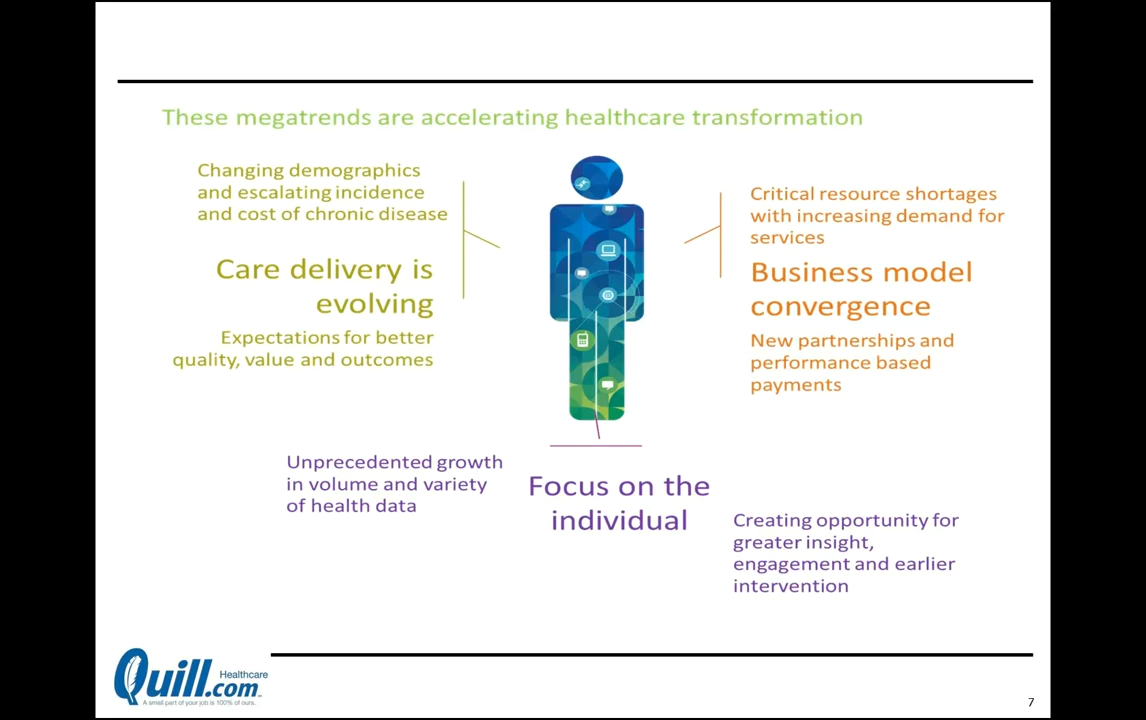 These megatrends are accelerating healthcare transformation
Changing demographics
and escalating incidence
and cost of chronic disease
Care delivery is
evolving
Expectations for better
quality, value and outcomes
Critical resource shortages
with increasing demand for
services
Business model
convergence
New partnerships and
performance based
payments
Unprecedented growth
in volume and variety
of health data
Focus on the
individual
Creating opportunity for
greater insight,
engagement and earlier
intervention
Healthcare
Quill.com
A small part of your job is 100% of ours.
7